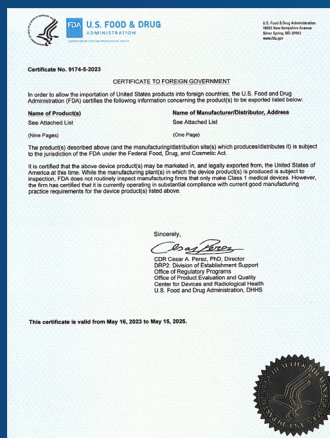 FDA U.S. FOOD & DRUG
ADMINISTRATION
U.S. Food & Drug Administration
10903 New Hampshire Avenue
Silver Spring, MD 20993
www.fda.gov
Certificate No. 9174-5-2023
CERTIFICATE TO FOREIGN GOVERNMENT
In order to allow the importation of United States products into foreign countries, the U.S. Food and Drug
Administration (FDA) certifies the following information concerning the product(s) to be exported listed below:
Name of Product(s) Name of Manufacturer/Distributor, Address
See Attached List See Attached List
(Nine Pages) (One Page)
The product(s) described above (and the manufacturing/distribution site(s) which produces/distributes it) is subject
to the jurisdiction of the FDA under the Federal Food, Drug, and Cosmetic Act.
It is certified that the above device product(s) may be marketed in, and legally exported from, the United States of
America at this time. While the manufacturing plant(s) in which the device product(s) is produced is subject to
inspection, FDA does not routinely inspect manufacturing firms that only make Class 1 medical devices. However,
the firm has certified that it is currently operating in substantial compliance with current good manufacturing
practice requirements for the device product(s) listed above.
Sincerely,
Cesar Perez
CDR Cesar A. Perez, PhD, Director
DRP2: Division of Establishment Support
Office of Regulatory Programs
Office of Product Evaluation and Quality
Center for Devices and Radiological Health
U.S. Food and Drug Administration, DHHS
This certificate is valid from May 16, 2023 to May 15, 2025.